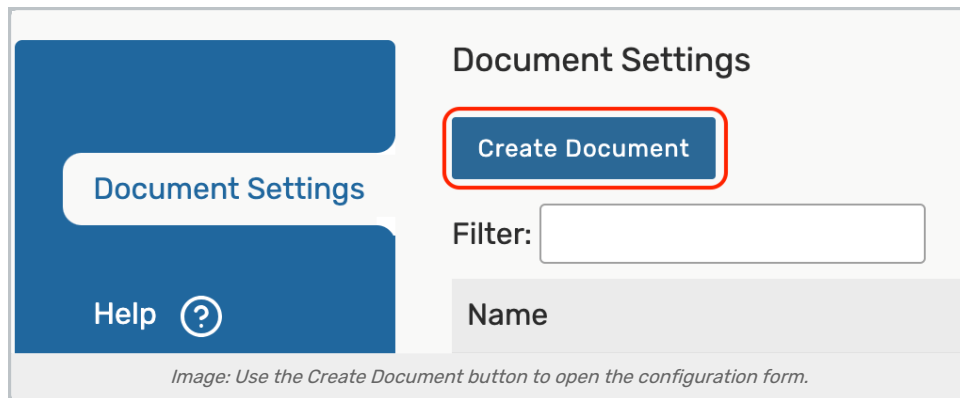 Document Settings
Create Document
Document Settings
Filter:
Help ?
Name
Image: Use the Create Document button to open the configuration form.